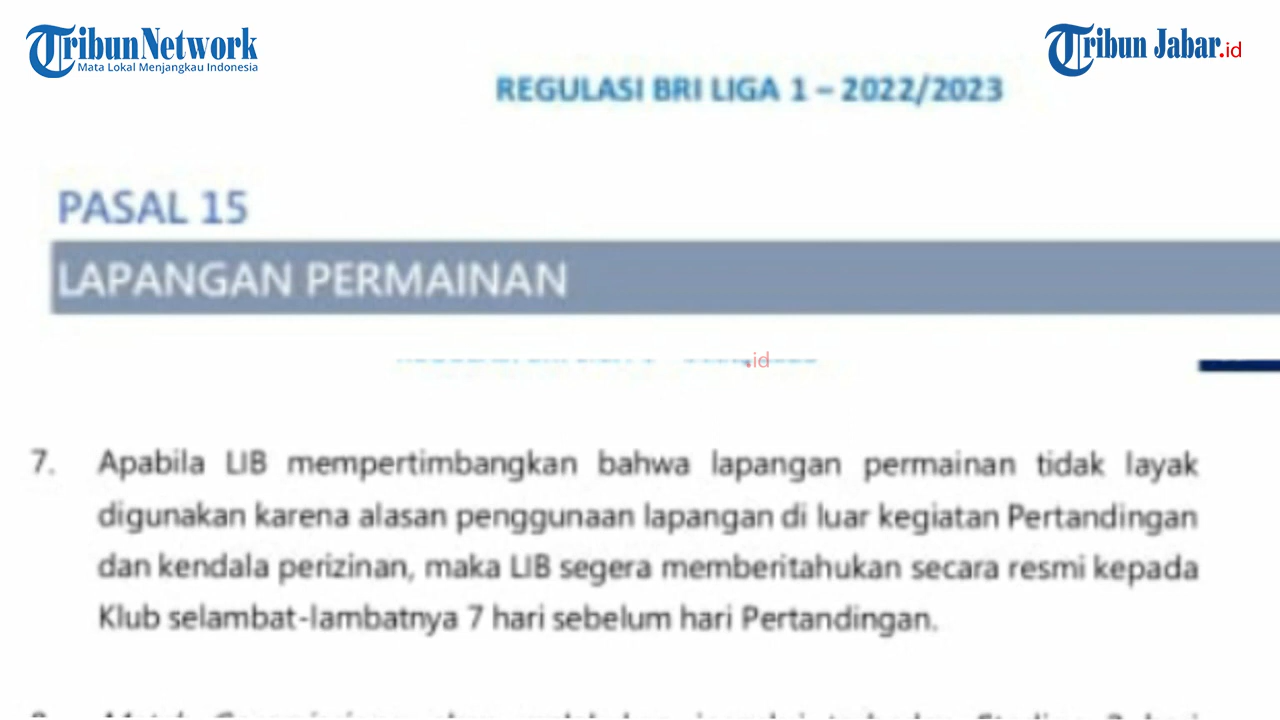 TribunNetwork
Mata Lokal Menjangkau Indonesia
Tribun Jabar.id
REGULASI BRI LIGA 1 – 2022/2023
PASAL 15
LAPANGAN PERMAINAN
.id
7. Apabila LIB mempertimbangkan bahwa lapangan permainan tidak layak
digunakan karena alasan penggunaan lapangan di luar kegiatan Pertandingan
dan kendala perizinan, maka LIB segera memberitahukan secara resmi kepada
Klub selambat-lambatnya 7 hari sebelum hari Pertandingan.